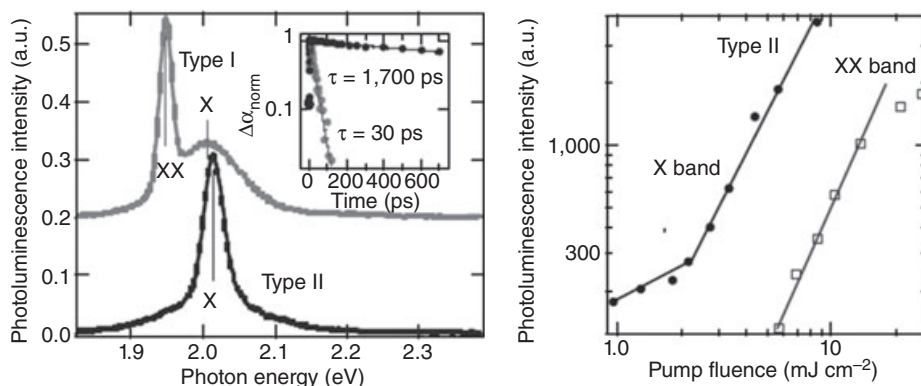 Photoluminescence intensity (a.u.)
0.5
0.4
0.3
0.2
0.1
0.0
Type I
X
XX
X
Type II
1.9
2.0
2.1
2.2
2.3
Photon energy (eV)
Δα norm
1
0.1
τ = 1,700 ps
τ = 30 ps
0
200
400
600
Time (ps)
Photoluminescence intensity (a.u.)
1,000
300
Type II
XX band
X band
1.0
10
Pump fluence (mJ cm⁻²)